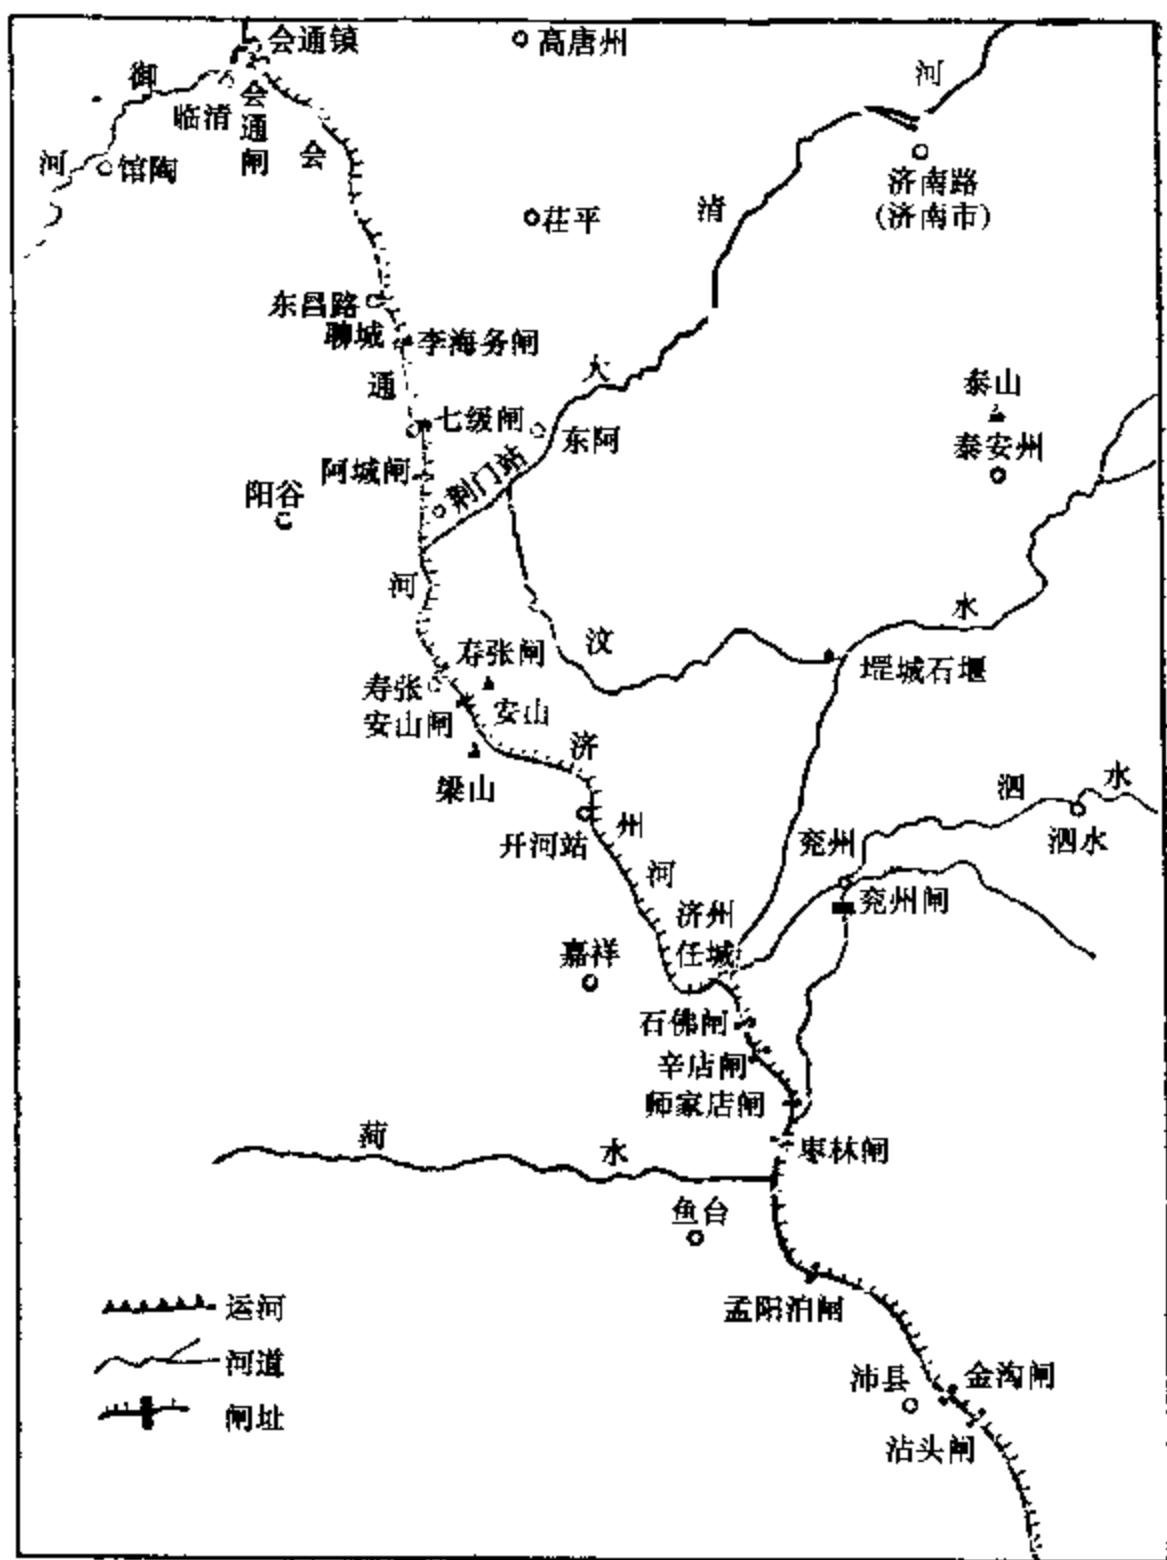 会通镇
高唐州
御
河
临清
会通闸
会
河
馆陶
济南路
(济南市)
茌平
清
东昌路
聊城
李海务闸
通
大
泰山
七级闸
东阿
泰安州
阿城闸
荆门站
阳谷
河
水
寿张闸
汶
堽城石堰
寿张
安山闸
安山
济
梁山
泗
水
开河站
州
兖州
泗水
河
兖州闸
济州
任城
嘉祥
石佛闸
辛店闸
师家店闸
菏
水
枣林闸
鱼台
运河
孟阳泊闸
河道
沛县
金沟闸
闸址
沽头闸